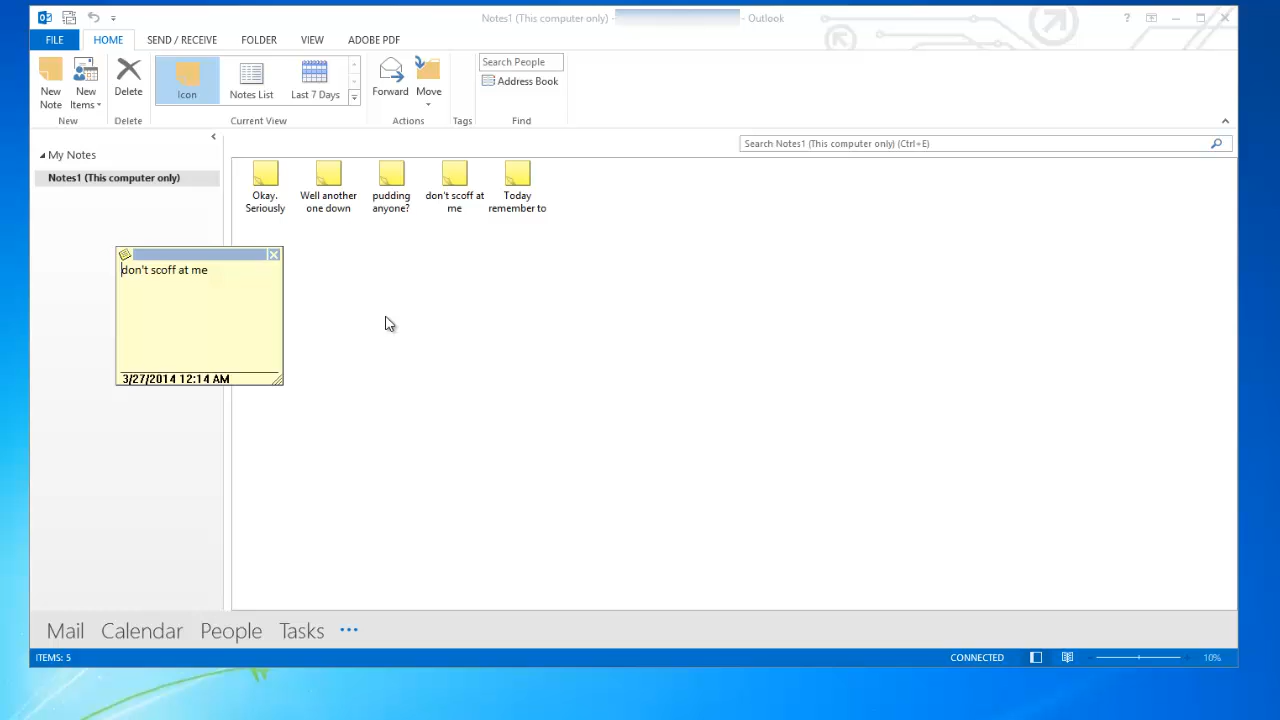 Notes1 (This computer only) - - Outlook
?
FILE HOME SEND / RECEIVE FOLDER VIEW ADOBE PDF
New Note
New Items
Delete
Icon
Notes List
Last 7 Days
Forward
Move
Search People
Address Book
New
Delete
Current View
Actions
Tags
Find
My Notes
Notes1 (This computer only)
Search Notes1 (This computer only) (Ctrl+E)
Okay.
Seriously
Well another
one down
pudding
anyone?
don't scoff at
me
Today
remember to
don't scoff at me
3/27/2014 12:14 AM
Mail Calendar People Tasks ...
ITEMS: 5
CONNECTED
10%